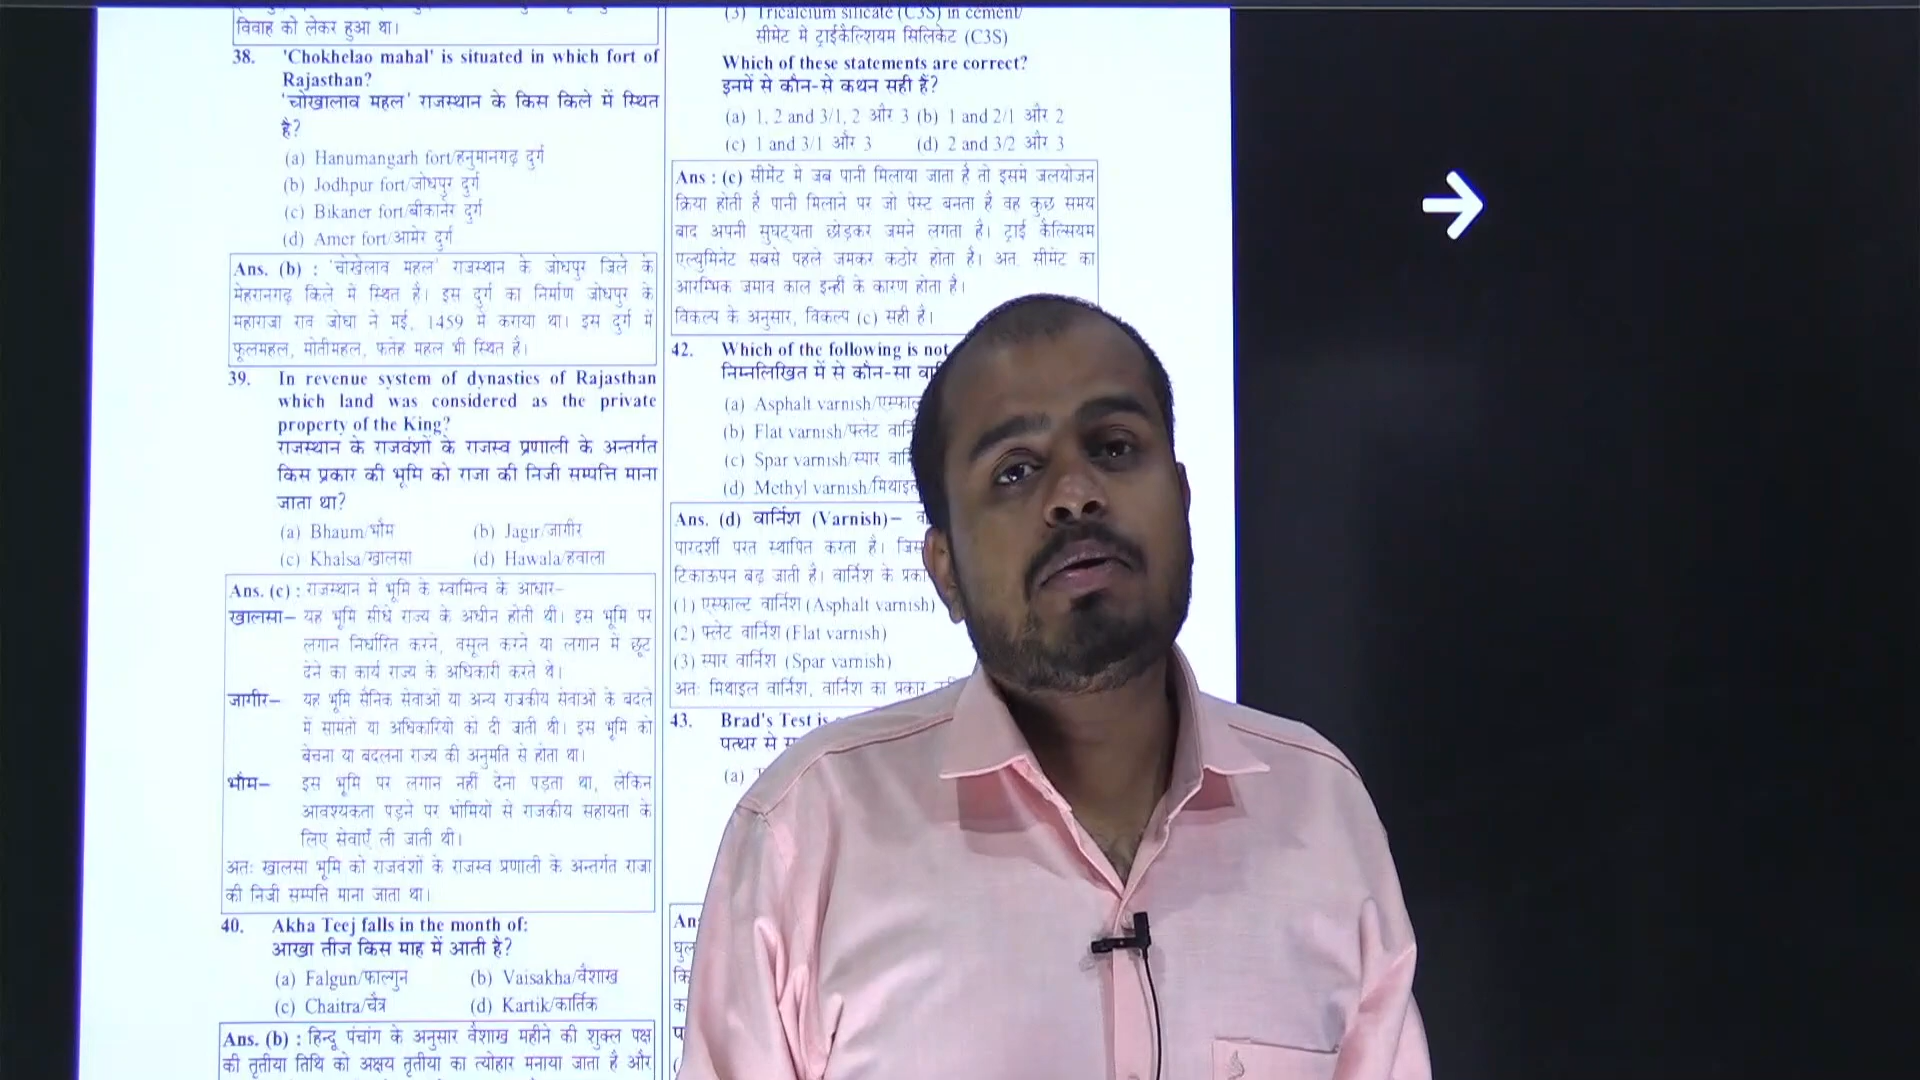 विवाह को लेकर हुआ था।
38. 'Chokhelao mahal' is situated in which fort of
Rajasthan?
'चोखालाव महल' राजस्थान के किस किले में स्थित
है?
(a) Hanumangarh fort/हनुमानगढ़ दुर्ग
(b) Jodhpur fort/जोधपुर दुर्ग
(c) Bikaner fort/बीकानेर दुर्ग
(d) Amer fort/आमेर दुर्ग
Ans. (b) : 'चोखेलाव महल' राजस्थान के जोधपुर जिले के
मेहरानगढ़ किले में स्थित है। इस दुर्ग का निर्माण जोधपुर के
महाराजा राव जोधा ने मई, 1459 में कराया था। इस दुर्ग में
फूलमहल, मोतीमहल, फतेह महल भी स्थित है।
39. In revenue system of dynasties of Rajasthan
which land was considered as the private
property of the King?
राजस्थान के राजवंशों के राजस्व प्रणाली के अन्तर्गत
किस प्रकार की भूमि को राजा की निजी सम्पत्ति माना
जाता था?
(a) Bhaum/भौम (b) Jagir/जागीर
(c) Khalsa/खालसा (d) Hawala/हवाला
Ans. (c) : राजस्थान में भूमि के स्वामित्व के आधार–
खालसा– यह भूमि सीधे राज्य के अधीन होती थी। इस भूमि पर
लगान निर्धारित करने, वसूल करने या लगान में छूट
देने का कार्य राज्य के अधिकारी करते थे।
जागीर– यह भूमि सैनिक सेवाओं या अन्य राजकीय सेवाओं के बदले
में सामंतों या अधिकारियों को दी जाती थी। इस भूमि को
बेचना या बदलना राज्य की अनुमति से होता था।
भौम– इस भूमि पर लगान नहीं देना पड़ता था, लेकिन
आवश्यकता पड़ने पर भोमियों से राजकीय सहायता के
लिए सेवाएँ ली जाती थी।
अतः खालसा भूमि को राजवंशों के राजस्व प्रणाली के अन्तर्गत राजा
की निजी सम्पत्ति माना जाता था।
40. Akha Teej falls in the month of:
आखा तीज किस माह में आती है?
(a) Falgun/फाल्गुन (b) Vaisakha/वैशाख
(c) Chaitra/चैत्र (d) Kartik/कार्तिक
Ans. (b) : हिन्दू पंचांग के अनुसार वैशाख महीने की शुक्ल पक्ष
की तृतीया तिथि को अक्षय तृतीया का त्योहार मनाया जाता है और
(3) Tricalcium silicate (C3S) in cement/
सीमेंट में ट्राईकैल्शियम सिलिकेट (C3S)
Which of these statements are correct?
इनमें से कौन-से कथन सही हैं?
(a) 1, 2 and 3/1, 2 और 3 (b) 1 and 2/1 और 2
(c) 1 and 3/1 और 3 (d) 2 and 3/2 और 3
Ans : (c) सीमेंट में जब पानी मिलाया जाता है तो इसमें जलयोजन
क्रिया होती है पानी मिलाने पर जो पेस्ट बनता है वह कुछ समय
बाद अपनी सुघट्यता छोड़कर जमने लगता है। ट्राई कैल्सियम
एल्युमिनेट सबसे पहले जमकर कठोर होता है। अतः सीमेंट का
आरम्भिक जमाव काल इन्हीं के कारण होता है।
विकल्प के अनुसार, विकल्प (c) सही है।
42. Which of the following is not
निम्नलिखित में से कौन-सा
(a) Asphalt varnish/
(b) Flat varnish/फ्लैट
(c) Spar varnish/स्पार
(d) Methyl varnish/
Ans. (d) वार्निश (Varnish)–
पारदर्शी परत स्थापित करता है।
टिकाऊपन बढ़ जाती है। वार्निश के
(1) एस्फाल्ट वार्निश (Asphalt varnish)
(2) फ्लैट वार्निश (Flat varnish)
(3) स्पार वार्निश (Spar varnish)
अतः मिथाइल वार्निश, वार्निश का प्रकार
43. Brad's Test is
पत्थर से
(a)
→